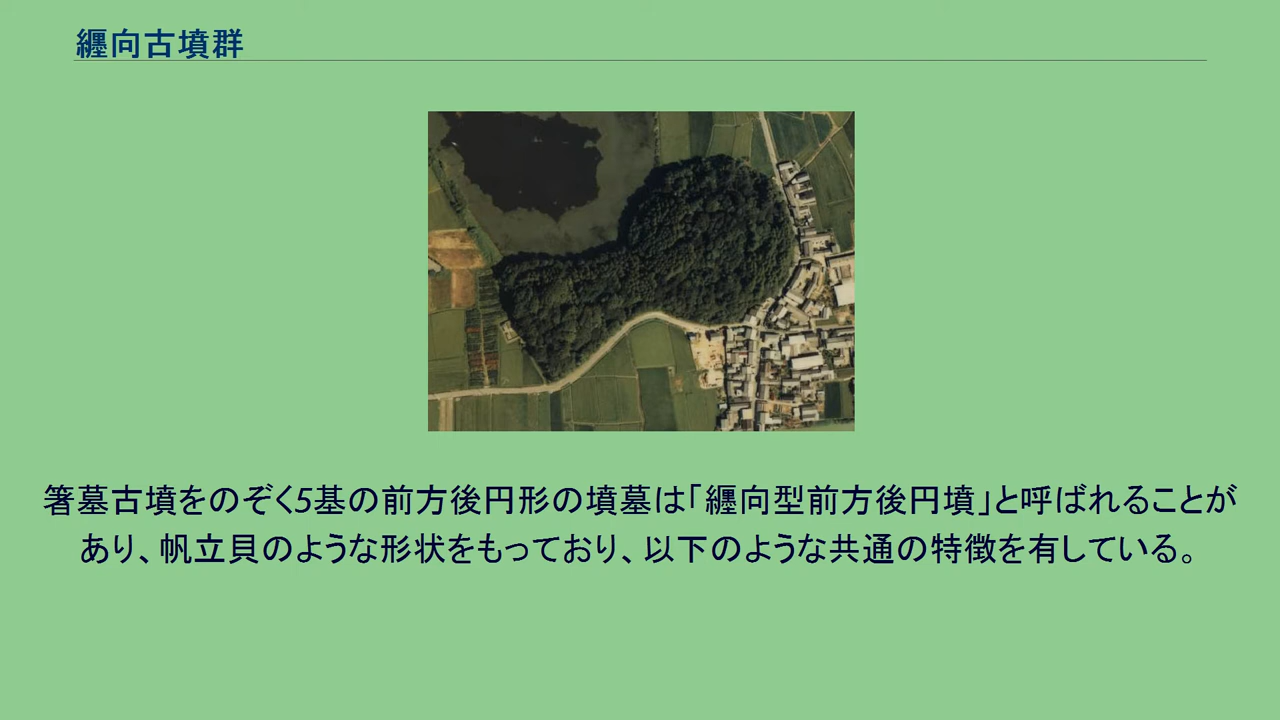 纒向古墳群
箸墓古墳をのぞく5基の前方後円形の墳墓は「纒向型前方後円墳」と呼ばれることが
あり、帆立貝のような形状をもっており、以下のような共通の特徴を有している。